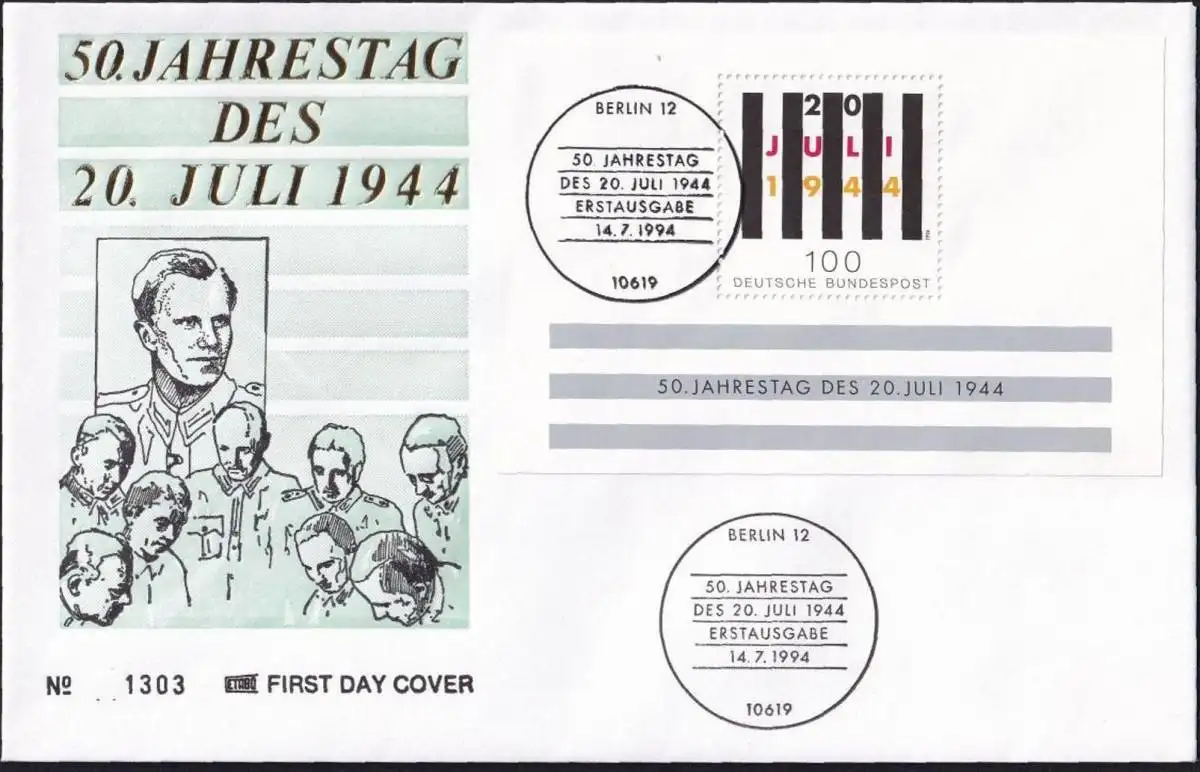 50. JAHRESTAG
DES
20. JULI 1944
BERLIN 12
50. JAHRESTAG
DES 20. JULI 1944
ERSTAUSGABE
14.7.1994
10619
20
JULI
1944
100
DEUTSCHE BUNDESPOST
50. JAHRESTAG DES 20. JULI 1944
BERLIN 12
50. JAHRESTAG
DES 20. JULI 1944
ERSTAUSGABE
14.7.1994
10619
Nº 1303 ETABO FIRST DAY COVER